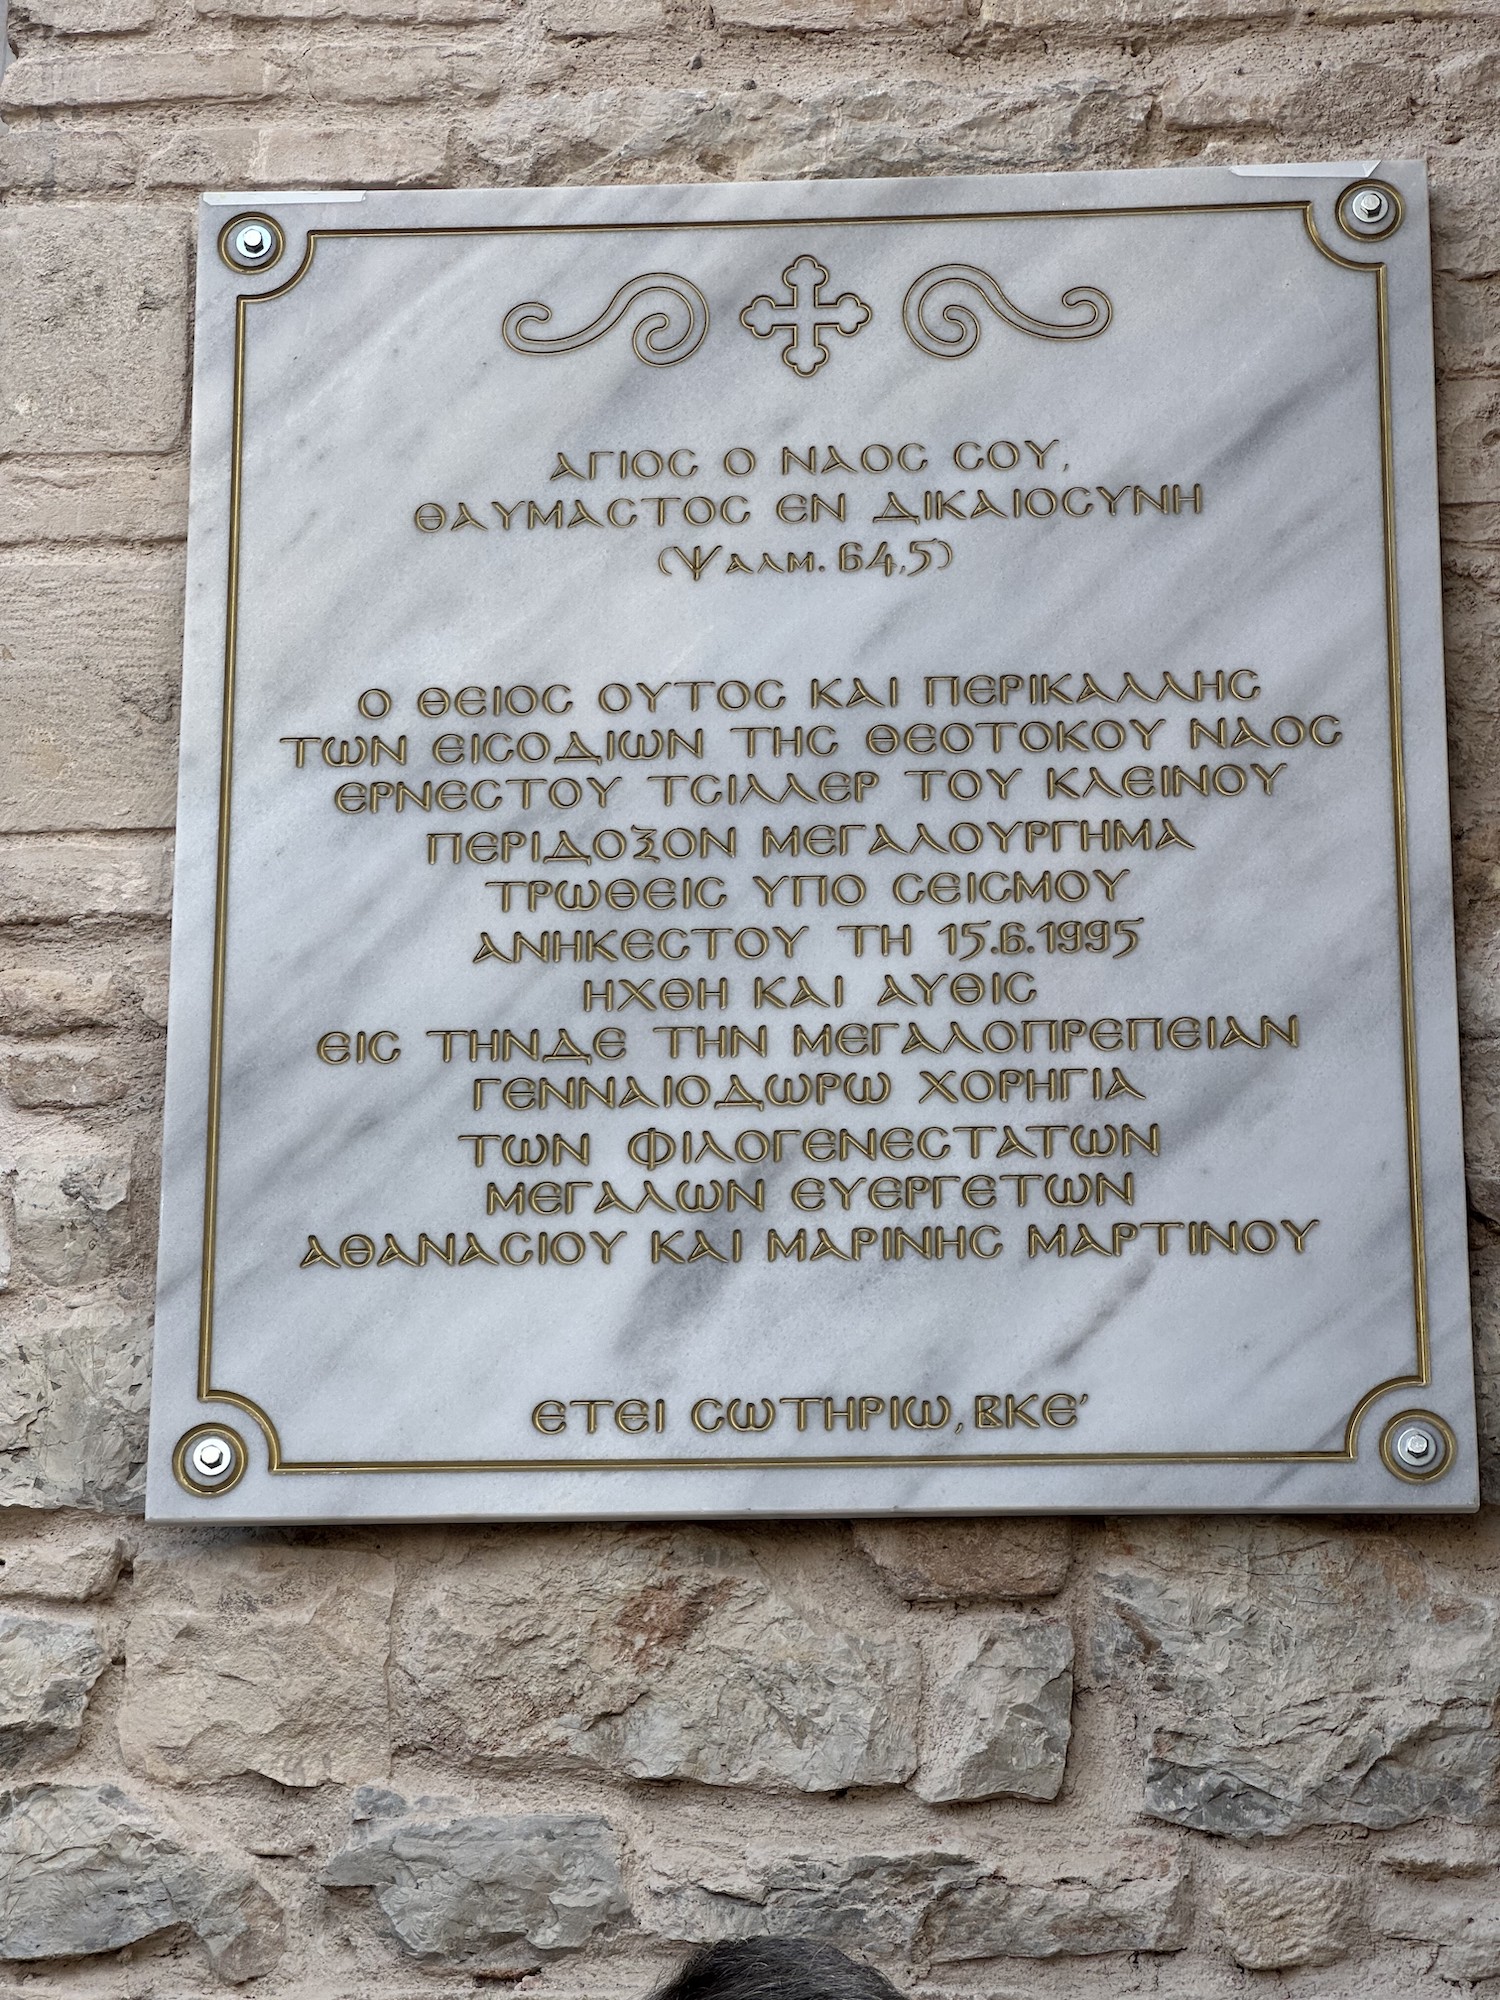 ΑΓΙΟΣ Ο ΝΑΟΣ ΣΟΥ,
ΘΑΥΜΑΣΤΟΣ ΕΝ ΔΙΚΑΙΟΣΥΝΗ
(Ψαλμ. 64,5)
Ο ΘΕΙΟΣ ΟΥΤΟΣ ΚΑΙ ΠΕΡΙΚΑΛΛΗΣ
ΤΩΝ ΕΙΣΟΔΙΩΝ ΤΗΣ ΘΕΟΤΟΚΟΥ ΝΑΟΣ
ΕΡΝΕΣΤΟΥ ΤΣΙΛΛΕΡ ΤΟΥ ΚΛΕΙΝΟΥ
ΠΕΡΙΔΟΞΟΝ ΜΕΓΑΛΟΥΡΓΗΜΑ
ΤΡΩΘΕΙΣ ΥΠΟ ΣΕΙΣΜΟΥ
ΑΝΗΚΕΣΤΟΥ ΤΗ 15.6.1995
ΗΧΘΗ ΚΑΙ ΑΥΘΙΣ
ΕΙΣ ΤΗΝΔΕ ΤΗΝ ΜΕΓΑΛΟΠΡΕΠΕΙΑΝ
ΓΕΝΝΑΙΟΔΩΡΩ ΧΟΡΗΓΙΑ
ΤΩΝ ΦΙΛΟΓΕΝΕΣΤΑΤΩΝ
ΜΕΓΑΛΩΝ ΕΥΕΡΓΕΤΩΝ
ΑΘΑΝΑΣΙΟΥ ΚΑΙ ΜΑΡΙΝΗΣ ΜΑΡΤΙΝΟΥ
ΕΤΕΙ ΣΩΤΗΡΙΩ, ΒΚΕ'